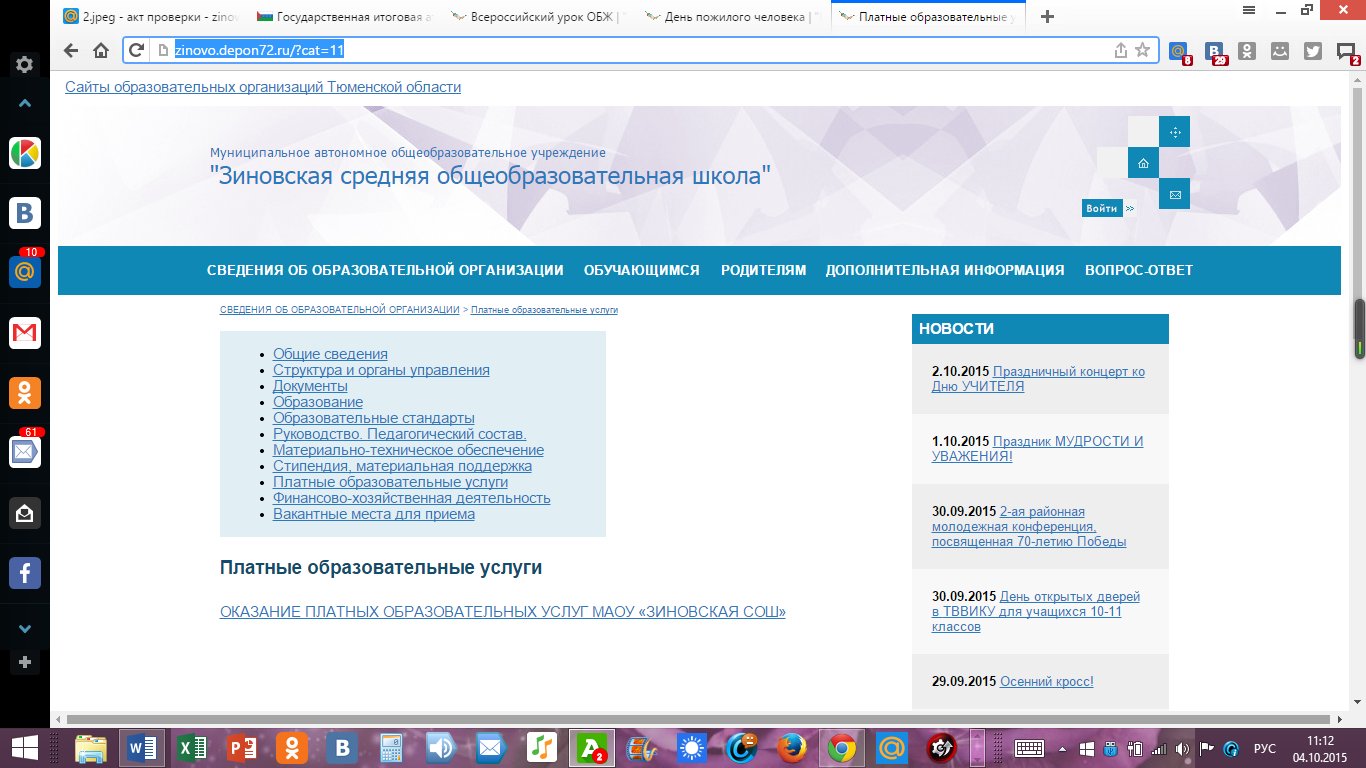 2.jpeg - акт проверки - zinov
Государственная итоговая а
Всероссийский урок ОБЖ | "
День пожилого человека | "
Платные образовательные у
zinovo.depon72.ru/?cat=11
8
29
2
Сайты образовательных организаций Тюменской области
Муниципальное автономное общеобразовательное учреждение
"Зиновская средняя общеобразовательная школа"
Войти
СВЕДЕНИЯ ОБ ОБРАЗОВАТЕЛЬНОЙ ОРГАНИЗАЦИИ ОБУЧАЮЩИМСЯ РОДИТЕЛЯМ ДОПОЛНИТЕЛЬНАЯ ИНФОРМАЦИЯ ВОПРОС-ОТВЕТ
СВЕДЕНИЯ ОБ ОБРАЗОВАТЕЛЬНОЙ ОРГАНИЗАЦИИ > Платные образовательные услуги
Общие сведения
Структура и органы управления
Документы
Образование
Образовательные стандарты
Руководство. Педагогический состав.
Материально-техническое обеспечение
Стипендия, материальная поддержка
Платные образовательные услуги
Финансово-хозяйственная деятельность
Вакантные места для приема
Платные образовательные услуги
ОКАЗАНИЕ ПЛАТНЫХ ОБРАЗОВАТЕЛЬНЫХ УСЛУГ МАОУ «ЗИНОВСКАЯ СОШ»
НОВОСТИ
2.10.2015 Праздничный концерт ко
Дню УЧИТЕЛЯ
1.10.2015 Праздник МУДРОСТИ И
УВАЖЕНИЯ!
30.09.2015 2-ая районная
молодежная конференция,
посвященная 70-летию Победы
30.09.2015 День открытых дверей
в ТВВИКУ для учащихся 10-11
классов
29.09.2015 Осенний кросс!
10
61
2
РУС
11:12
04.10.2015